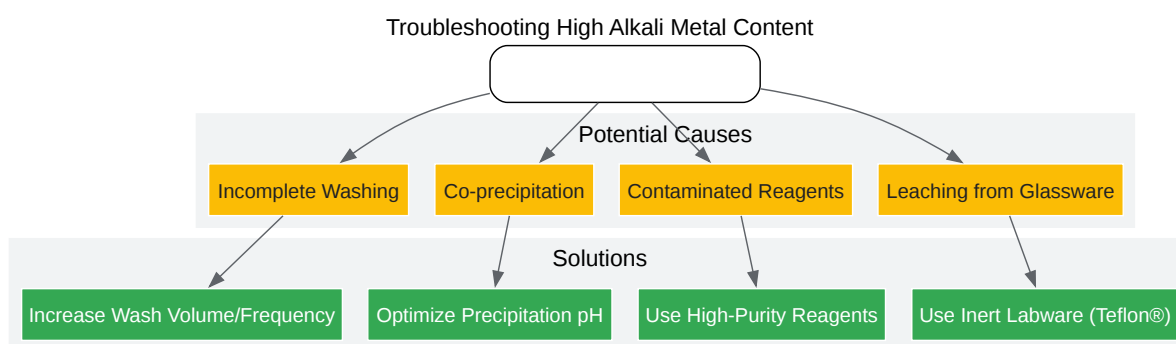 Troubleshooting High Alkali Metal Content
Potential Causes
Incomplete Washing
Co-precipitation
Contaminated Reagents
Leaching from Glassware
Solutions
Increase Wash Volume/Frequency
Optimize Precipitation pH
Use High-Purity Reagents
Use Inert Labware (Teflon®)